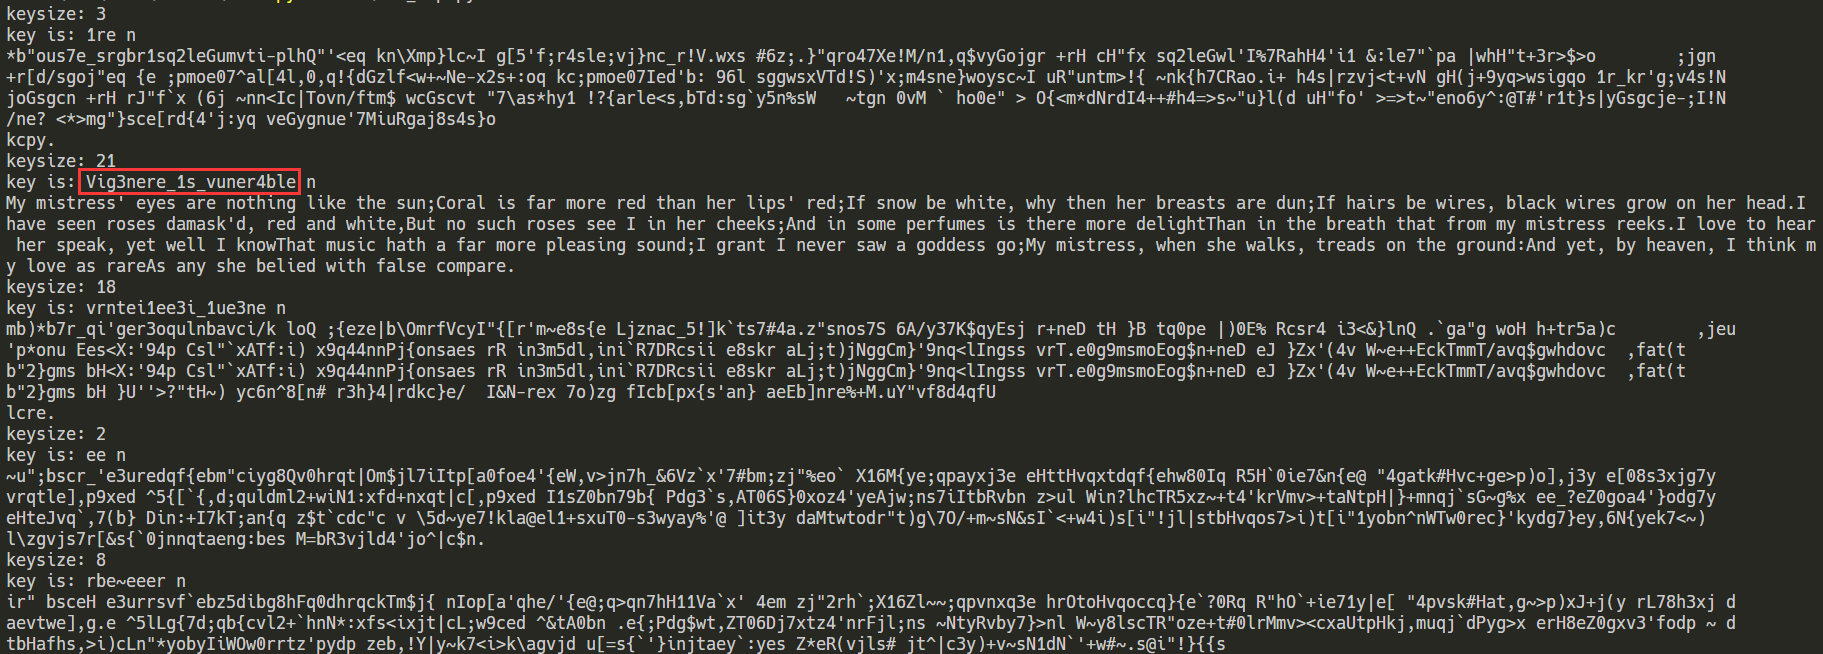 keysize: 3
key is: 1re n
*b"ous7e_srgbr1sq2leGumvti-plhQ"'<eq kn\Xmp}lc~I g[5'f;r4sle;vj}nc_r!V.wxs #6z;.}"qro47Xe!M/n1,q$vyGojgr +rH cH"fx sq2leGwl'I%7RahH4'i1 &:le7"`pa |whH"t+3r>$>o ;jgn
+r[d/sgoj"eq {e ;pmoe07^al[4l,0,q!{dGzlf<w+~Ne-x2s+:oq kc;pmoe07Ied'b: 96l sggwsxVTd!S)'x;m4sne}woysc~I uR"untm>!{ ~nk{h7CRao.i+ h4s|rzvj<t+vN gH(j+9yq>wsigqo 1r_kr'g;v4s!N
joGsgcn +rH rJ"f`x (6j ~nn<Ic|Tovn/ftm$ wcGscvt "7\as*hy1 !?{arle<s,bTd:sg`y5n%sW ~tgn 0vM ` ho0e" > O{<m*dNrdI4++#h4=>s~"u}l(d uH"fo' >=>t~"eno6y^:@T#'r1t}s|yGsgcje-;I!N
/ne? <*>mg"}sce[rd{4'j:yq veGygnue'7MiuRgaj8s4s}o
kcpy.
keysize: 21
key is: Vig3nere_1s_vuner4ble n
My mistress' eyes are nothing like the sun;Coral is far more red than her lips' red;If snow be white, why then her breasts are dun;If hairs be wires, black wires grow on her head.I
have seen roses damask'd, red and white,But no such roses see I in her cheeks;And in some perfumes is there more delightThan in the breath that from my mistress reeks.I love to hear
her speak, yet well I knowThat music hath a far more pleasing sound;I grant I never saw a goddess go;My mistress, when she walks, treads on the ground:And yet, by heaven, I think m
y love as rareAs any she belied with false compare.
keysize: 18
key is: vrntei1ee3i_1ue3ne n
mb)*b7r_qi'ger3oqulnbavci/k loQ ;{eze|b\OmrfVcyI"{[r'm~e8s{e Ljznac_5!]k`ts7#4a.z"snos7S 6A/y37K$qyEsj r+neD tH }B tq0pe |)0E% Rcsr4 i3<&}lnQ .`ga"g woH h+tr5a)c ,jeu
'p*onu Ees<X:'94p Csl"`xATf:i) x9q44nnPj{onsaes rR in3m5dl,ini`R7DRcsii e8skr aLj;t)jNggCm}'9nq<lIngss vrT.e0g9msmoEog$n+neD eJ }Zx'(4v W~e++EckTmmT/avq$gwhdovc ,fat(t
b"2}gms bH<X:'94p Csl"`xATf:i) x9q44nnPj{onsaes rR in3m5dl,ini`R7DRcsii e8skr aLj;t)jNggCm}'9nq<lIngss vrT.e0g9msmoEog$n+neD eJ }Zx'(4v W~e++EckTmmT/avq$gwhdovc ,fat(t
b"2}gms bH }U''>?"tH~) yc6n^8[n# r3h}4|rdkc}e/ I&N-rex 7o)zg fIcb[px{s'an} aeEb]nre%+M.uY"vf8d4qfU
lcre.
keysize: 2
key is: ee n
~u";bscr_'e3uredqf{ebm"ciyg8Qv0hrqt|Om$jl7iItp[a0foe4'{eW,v>jn7h_&6Vz`x'7#bm;zj"%eo` X16M{ye;qpayxj3e eHttHvqxtdqf{ehw80Iq R5H`0ie7&n{e@ "4gatk#Hvc+ge>p)o],j3y e[08s3xjg7y
vrqtle],p9xed ^5{[`{,d;quldml2+wiN1:xfd+nxqt|c[,p9xed I1sZ0bn79b{ Pdg3`s,AT06S}0xoz4'yeAjw;ns7iItbRvbn z>ul Win?lhcTR5xz~+t4'krVmv>+taNtpH|}+mnqj`sG~g%x ee_?eZ0goa4'}odg7y
eHteJvq`,7(b} Din:+I7kT;an{q z$t`cdc"c v \5d~ye7!kla@el1+sxuT0-s3wyay%'@ ]it3y daMtwtodr"t)g\7O/+m~sN&sI`<+w4i)s[i"!jl|stbHvqos7>i)t[i"1yobn^nWTw0rec}'kydg7}ey,6N{yek7<~)
l\zgvjs7r[&s{`0jnnqtaeng:bes M=bR3vjld4'jo^|c$n.
keysize: 8
key is: rbe~eeer n
ir" bsceH e3urrsvf`ebz5dibg8hFq0dhrqckTm$j{ nIop[a'qhe/'{e@;q>qn7hH11Va`x' 4em zj"2rh`;X16Zl~~;qpvnxq3e hrOtoHvqoccq}{e`?0Rq R"hO`+ie71y|e[ "4pvsk#Hat,g~>p)xJ+j(y rL78h3xj d
aevtwe],g.e ^5lLg{7d;qb{cvl2+`hnN*:xfs<ixjt|cL;w9ced ^&tA0bn .e{;Pdg$wt,ZT06Dj7xtz4'nrFjl;ns ~NtyRvby7}>nl W~y8lscTR"oze+t#0lrMmv><cxaUtpHkj,muqj`dPyg>x erH8eZ0gxv3'fodp ~ d
tbHafhs,>i)cLn"*yobyIiWOw0rrtz'pydp zeb,!Y|y~k7<i>k\agvjd u[=s{`'}injtaey`:yes Z*eR(vjls# jt^|c3y)+v~sN1dN`'+w#~.s@i"!}{{s